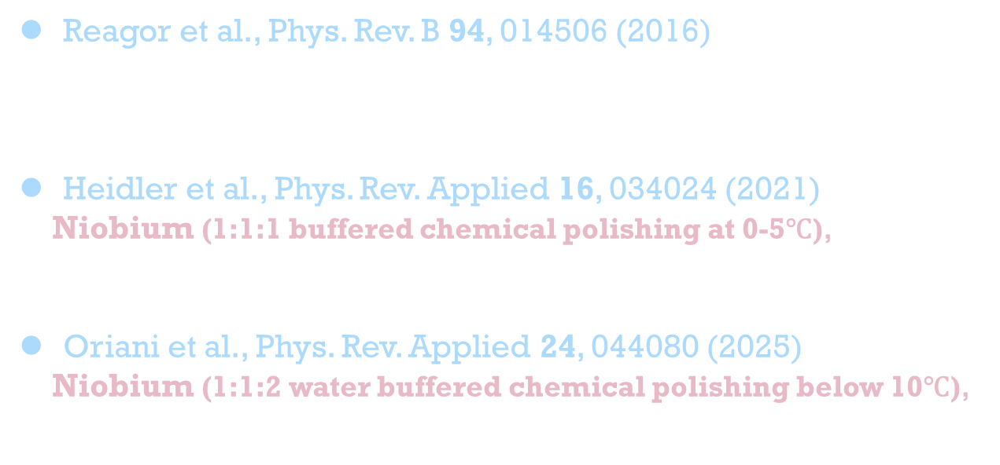 ● Reagor et al., Phys. Rev. B 94, 014506 (2016)
● Heidler et al., Phys. Rev. Applied 16, 034024 (2021)
Niobium (1:1:1 buffered chemical polishing at 0-5℃),
● Oriani et al., Phys. Rev. Applied 24, 044080 (2025)
Niobium (1:1:2 water buffered chemical polishing below 10℃),